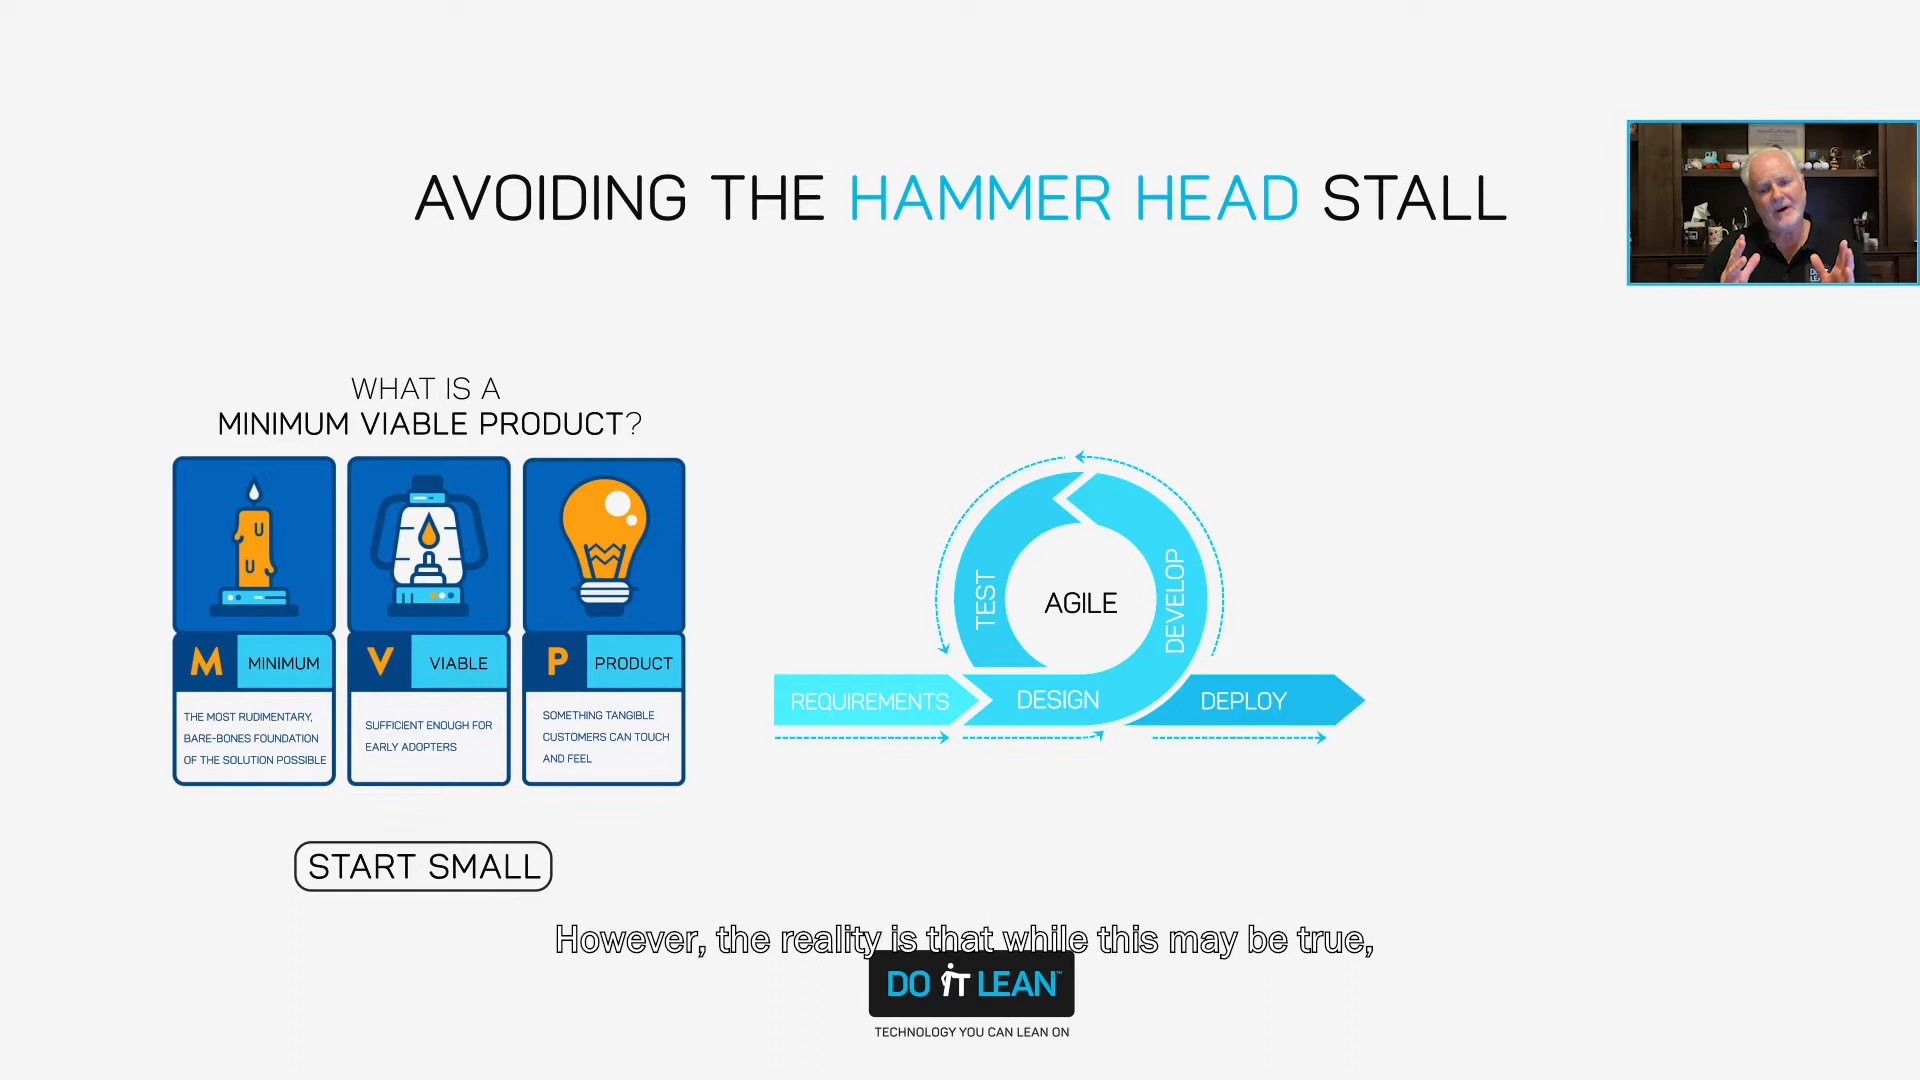 AVOIDING THE HAMMER HEAD STALL
WHAT IS A
MINIMUM VIABLE PRODUCT?
M MINIMUM
THE MOST RUDIMENTARY,
BARE-BONES FOUNDATION
OF THE SOLUTION POSSIBLE
V VIABLE
SUFFICIENT ENOUGH FOR
EARLY ADOPTERS
P PRODUCT
SOMETHING TANGIBLE
CUSTOMERS CAN TOUCH
AND FEEL
START SMALL
AGILE
REQUIREMENTS
DESIGN
DEVELOP
TEST
DEPLOY
However, the reality is that while this may be true,
DO IT LEAN™
TECHNOLOGY YOU CAN LEAN ON